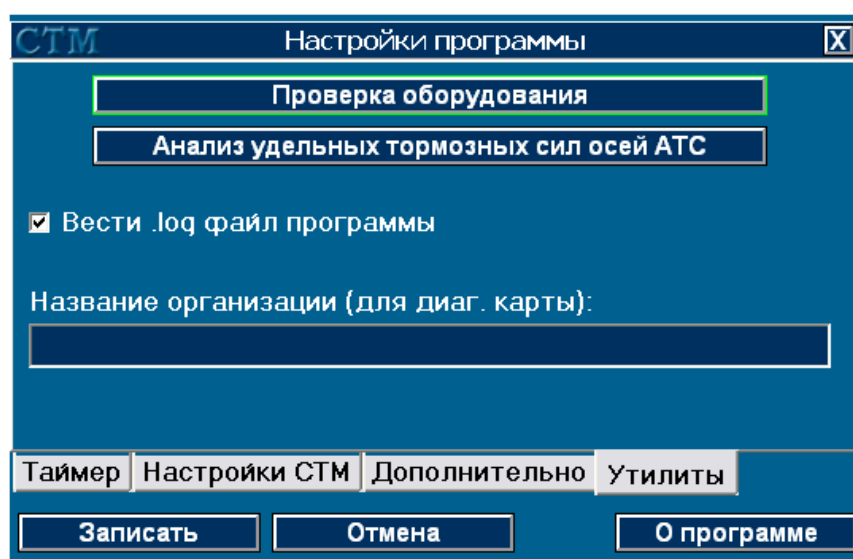 СТМ Настройки программы X
Проверка оборудования
Анализ удельных тормозных сил осей АТС
Вести .log файл программы
Название организации (для диаг. карты):
Таймер Настройки СТМ Дополнительно Утилиты
Записать Отмена О программе